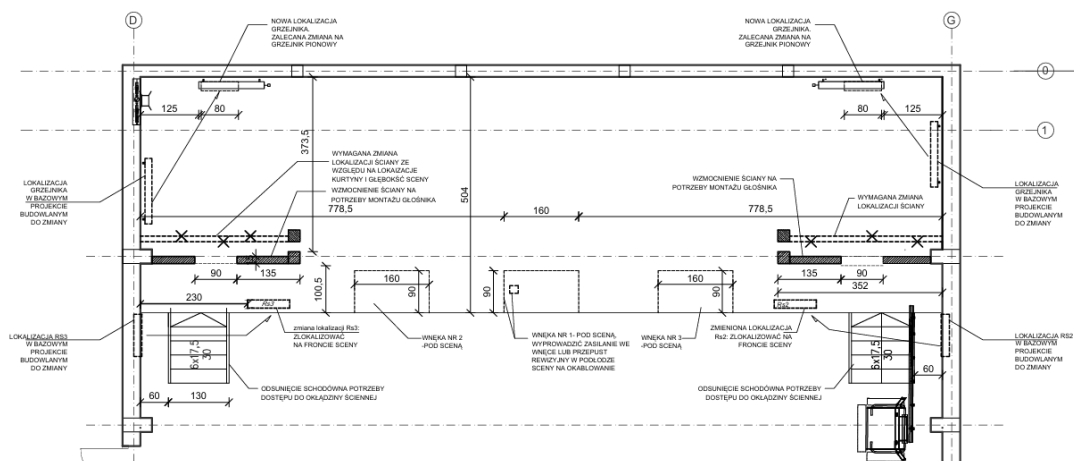 D
G
NOWA LOKALIZACJA
GRZEJNIKA.
ZALECANA ZMIANA NA
GRZEJNIK PIONOWY
NOWA LOKALIZACJA
GRZEJNIKA.
ZALECANA ZMIANA NA
GRZEJNIK PIONOWY
0
1
125
80
80
125
373,5
504
WYMAGANA ZMIANA
LOKALIZACJI ŚCIANY ZE
WZGLĘDU NA LOKAIZACJĘ
KURTYNY I GŁĘBOKŚĆ SCENY
WZMOCNIENIE ŚCIANY NA
POTRZEBY MONTAŻU GŁOŚNIKA
WZMOCNIENIE ŚCIANY NA
POTRZEBY MONTAŻU GŁOŚNIKA
WYMAGANA ZMIANA
LOKALIZACJI ŚCIANY
LOKALIZACJA
GRZEJNIKA
W BAZOWYM
PROJEKCIE
BUDOWLANYM
DO ZMIANY
LOKALIZACJA
GRZEJNIKA
W BAZOWYM
PROJEKCIE
BUDOWLANYM
DO ZMIANY
778,5
160
778,5
90
135
100,5
160
90
90
160
90
135
90
352
230
Rs3
Rs2
zmiana lokalizacji Rs3:
ZLOKALIZOWAĆ
NA FRONCIE SCENY
WNĘKA NR 2
-POD SCENĄ
WNĘKA NR 1- POD SCENĄ,
WYPROWADZIĆ ZASILANIE WE
WNĘCE LUB PRZEPUST
REWIZYJNY W PODŁODZE
SCENY NA OKABLOWANIE
WNĘKA NR 3
-POD SCENĄ
ZMIENIONA LOKALIZACJA
Rs2: ZLOKALIZOWAĆ NA
FRONCIE SCENY
LOKALIZACJA RS3
W BAZOWYM
PROJEKCIE
BUDOWLANYM
DO ZMIANY
LOKALIZACJA RS2
W BAZOWYM
PROJEKCIE
BUDOWLANYM
DO ZMIANY
6x17,5
30
6x17,5
30
60
130
60
ODSUNIĘCIE SCHODÓWNA POTRZEBY
DOSTĘPU DO OKŁĄDZINY ŚCIENNEJ
ODSUNIĘCIE SCHODÓWNA POTRZEBY
DOSTĘPU DO OKŁĄDZINY ŚCIENNEJ